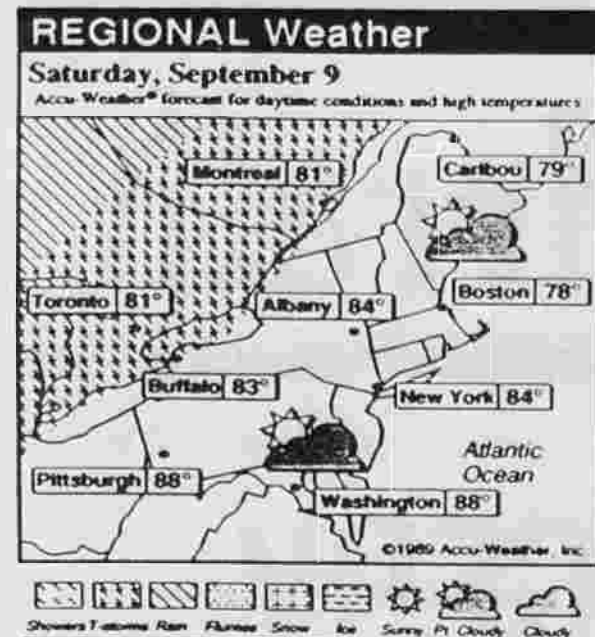 REGIONAL Weather
Saturday, September 9
Accu-Weather® forecast for daytime conditions and high temperatures
Montreal 81°
Caribou 79°
Toronto 81°
Albany 84°
Boston 78°
Buffalo 83°
New York 84°
Atlantic
Ocean
Pittsburgh 88°
Washington 88°
©1989 Accu-Weather, Inc.
Showers T-storms Rain Flurries Snow Ice Sunny Pt. Cloudy Cloudy